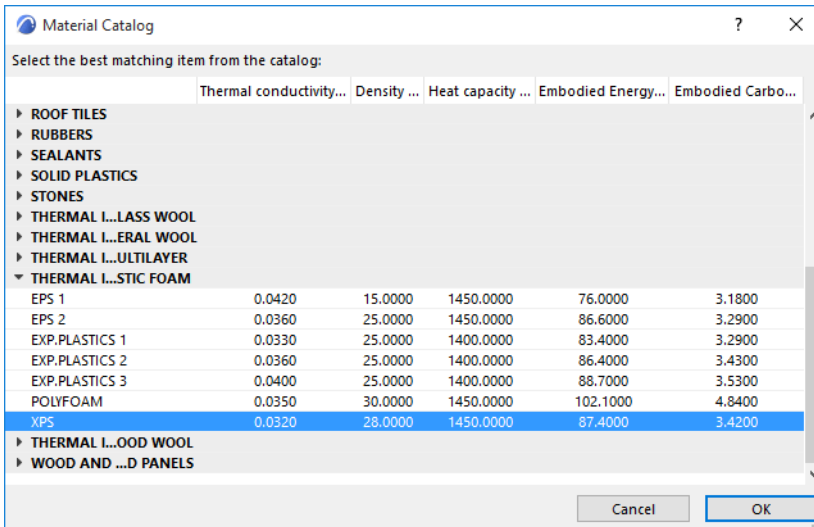 Material Catalog ?
Select the best matching item from the catalog:
Thermal conductivity... Density ... Heat capacity ... Embodied Energy... Embodied Carbo...
ROOF TILES
RUBBERS
SEALANTS
SOLID PLASTICS
STONES
THERMAL I...LASS WOOL
THERMAL I...ERAL WOOL
THERMAL I...ULTILAYER
THERMAL I...STIC FOAM
EPS 1 0.0420 15.0000 1450.0000 76.0000 3.1800
EPS 2 0.0360 25.0000 1450.0000 86.6000 3.2900
EXP.PLASTICS 1 0.0330 25.0000 1400.0000 83.4000 3.2900
EXP.PLASTICS 2 0.0360 25.0000 1400.0000 86.4000 3.4300
EXP.PLASTICS 3 0.0400 25.0000 1400.0000 88.7000 3.5300
POLYFOAM 0.0350 30.0000 1450.0000 102.1000 4.8400
XPS 0.0320 28.0000 1450.0000 87.4000 3.4200
THERMAL I...OOD WOOL
WOOD AND ...D PANELS
Cancel OK